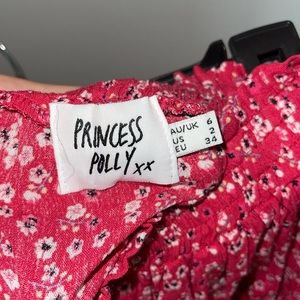 PRINCESS
POLLY xx
AU/UK 6
US 2
EU 34